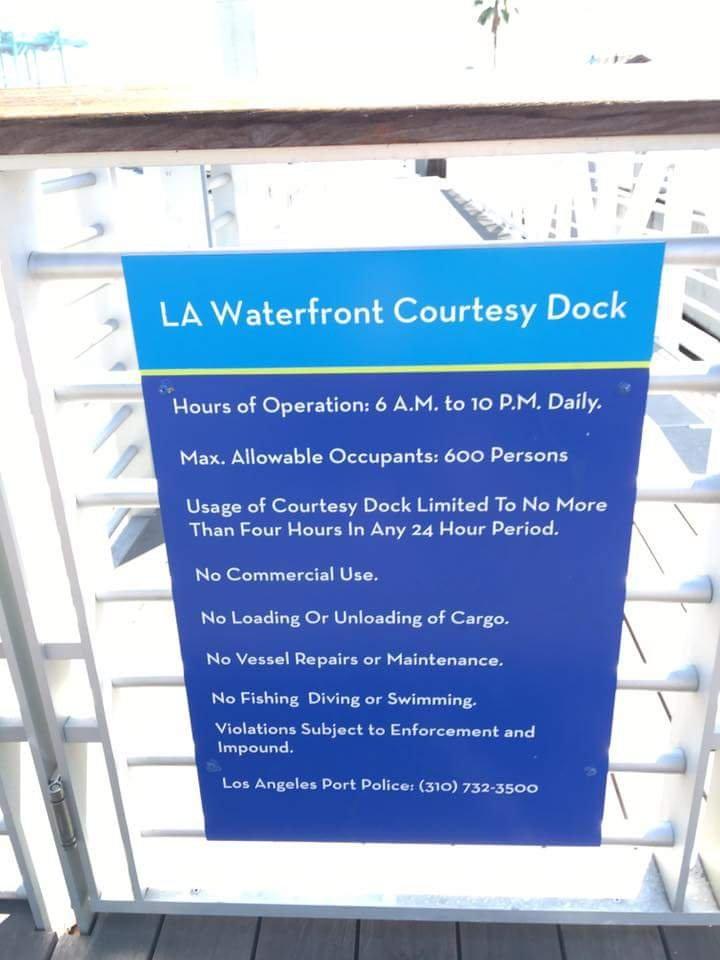 LA Waterfront Courtesy Dock
Hours of Operation: 6 A.M. to 10 P.M. Daily.
Max. Allowable Occupants: 600 Persons
Usage of Courtesy Dock Limited To No More
Than Four Hours In Any 24 Hour Period.
No Commercial Use.
No Loading Or Unloading of Cargo.
No Vessel Repairs or Maintenance.
No Fishing Diving or Swimming.
Violations Subject to Enforcement and
Impound.
Los Angeles Port Police: (310) 732-3500